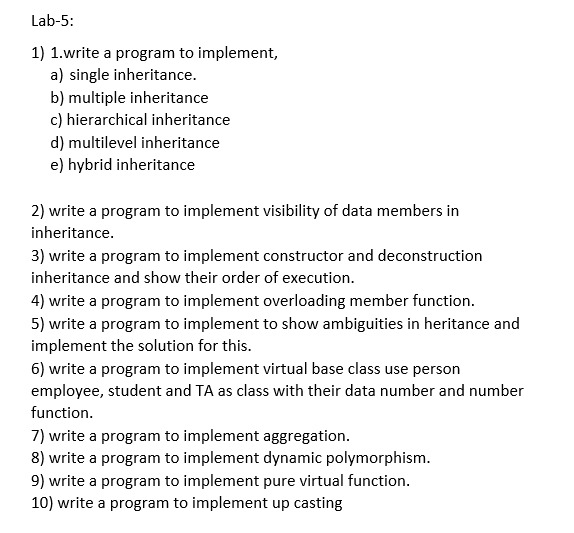 Lab-5:
1) 1.write a program to implement,
a) single inheritance.
b) multiple inheritance
c) hierarchical inheritance
d) multilevel inheritance
e) hybrid inheritance
2) write a program to implement visibility of data members in
inheritance.
3) write a program to implement constructor and deconstruction
inheritance and show their order of execution.
4) write a program to implement overloading member function.
5) write a program to implement to show ambiguities in heritance and
implement the solution for this.
6) write a program to implement virtual base class use person
employee, student and TA as class with their data number and number
function.
7) write a program to implement aggregation.
8) write a program to implement dynamic polymorphism.
9) write a program to implement pure virtual function.
10) write a program to implement up casting